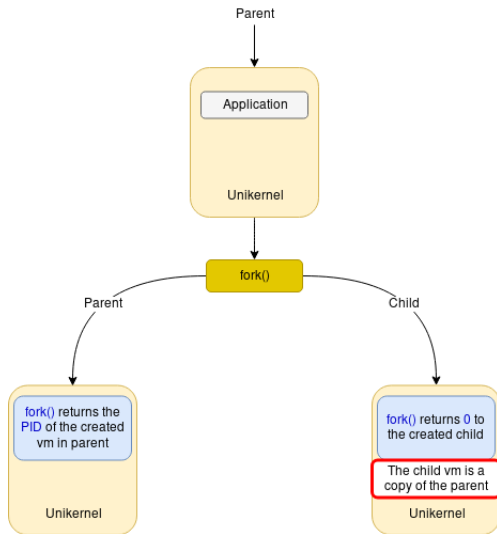 Parent
Application
Unikernel
fork()
Parent
Child
fork() returns the
PID of the created
vm in parent
Unikernel
fork() returns 0 to
the created child
The child vm is a
copy of the parent
Unikernel